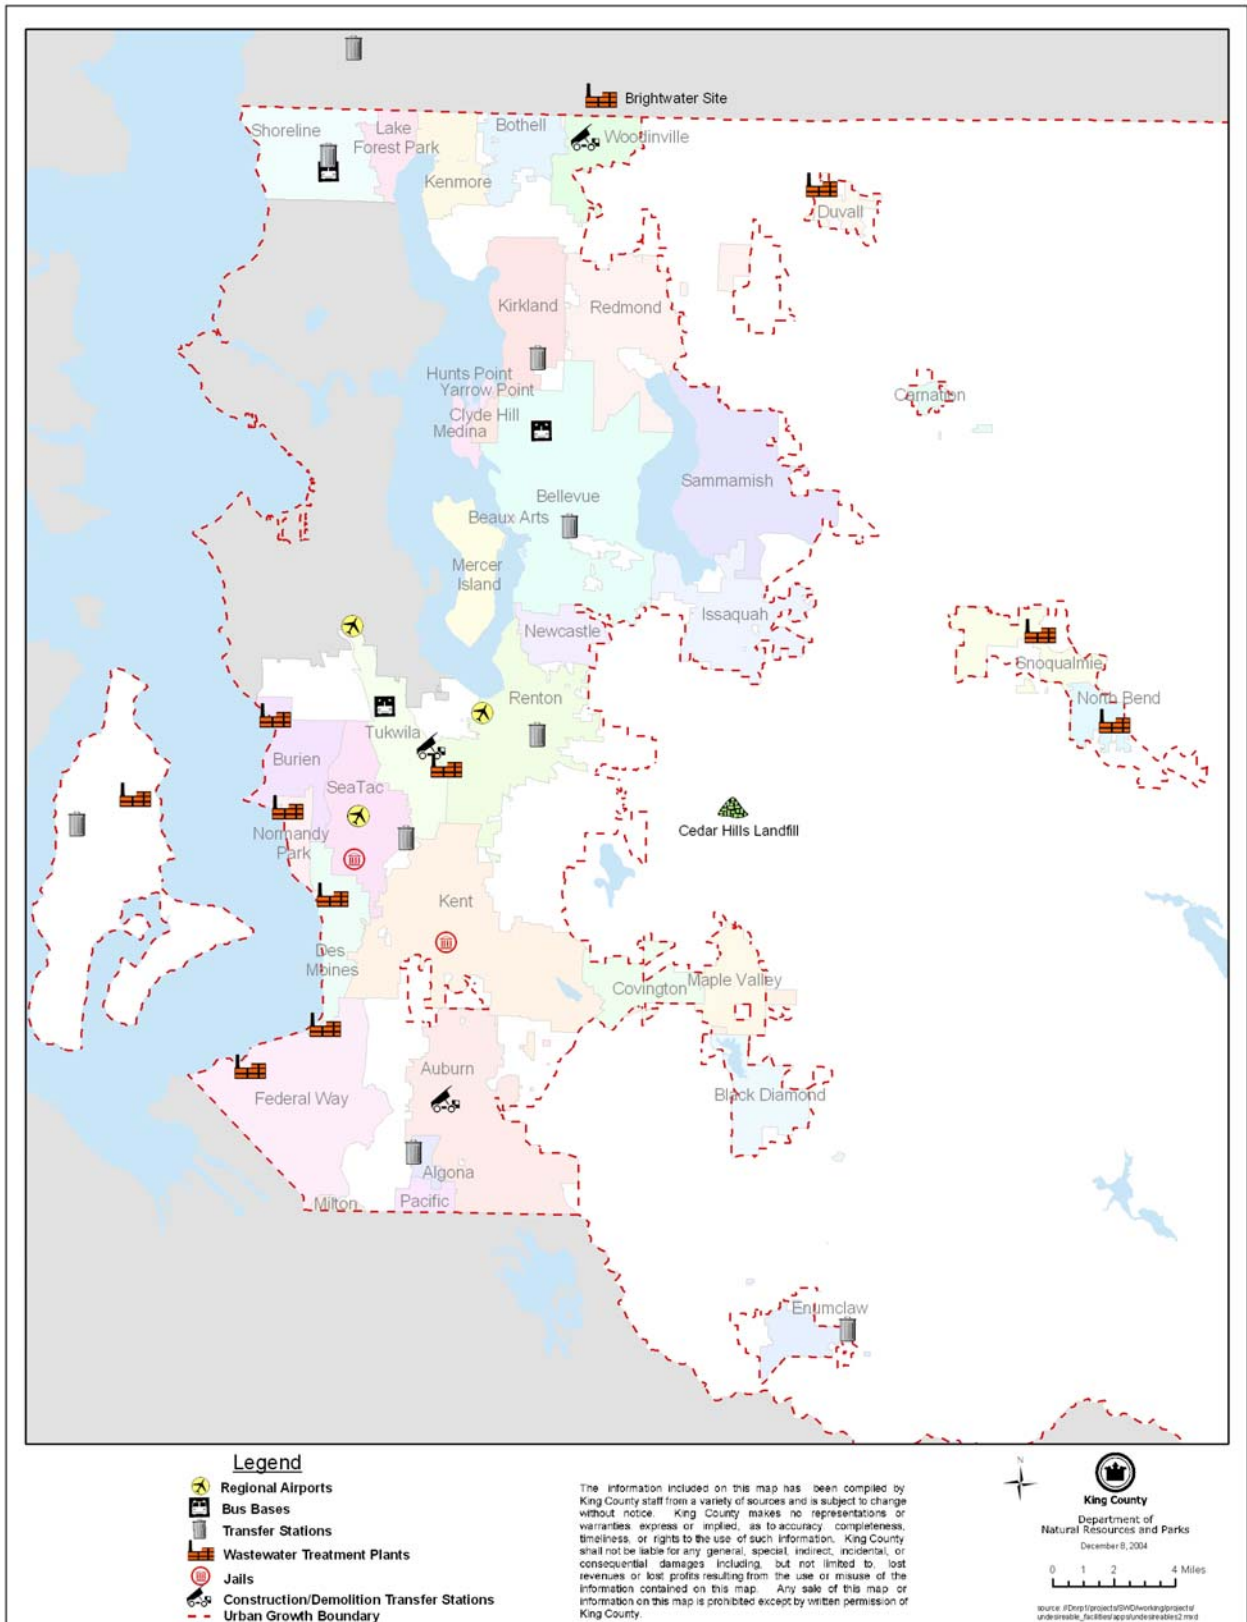 Brightwater Site
Shoreline
Lake
Forest Park
Bothell
Woodinville
Kenmore
Duvall
Kirkland
Redmond
Hunts Point
Yarrow Point
Clyde Hill
Medina
Carnation
Sammamish
Bellevue
Beaux Arts
Mercer
Island
Issaquah
Newcastle
Snoqualmie
North Bend
Renton
Tukwila
Burien
SeaTac
Cedar Hills Landfill
Normandy
Park
Kent
Des
Moines
Covington
Maple Valley
Auburn
Federal Way
Black Diamond
Algona
Pacific
Milton
Enumclaw
Legend
Regional Airports
Bus Bases
Transfer Stations
Wastewater Treatment Plants
Jails
Construction/Demolition Transfer Stations
Urban Growth Boundary
The information included on this map has been compiled by
King County staff from a variety of sources and is subject to change
without notice. King County makes no representations or
warranties, express or implied, as to accuracy, completeness,
timeliness, or rights to the use of such information. King County
shall not be liable for any general, special, indirect, incidental, or
consequential damages including, but not limited to, lost
revenues or lost profits resulting from the use or misuse of the
information contained on this map. Any sale of this map or
information on this map is prohibited except by written permission of
King County.
N
King County
Department of
Natural Resources and Parks
December 8, 2004
0 1 4 Miles